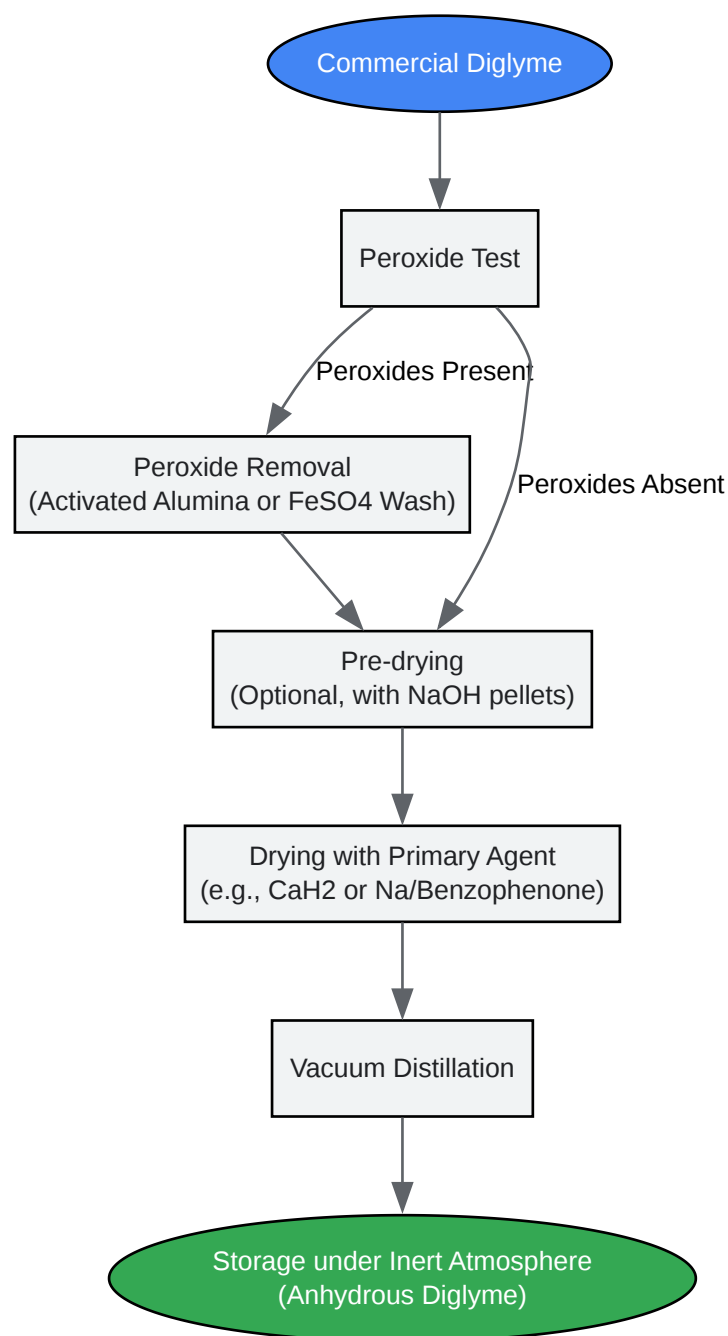 Commercial Diglyme
Peroxide Test
Peroxides Present
Peroxide Removal
(Activated Alumina or FeSO4 Wash)
Peroxides Absent
Pre-drying
(Optional, with NaOH pellets)
Drying with Primary Agent
(e.g., CaH2 or Na/Benzophenone)
Vacuum Distillation
Storage under Inert Atmosphere
(Anhydrous Diglyme)